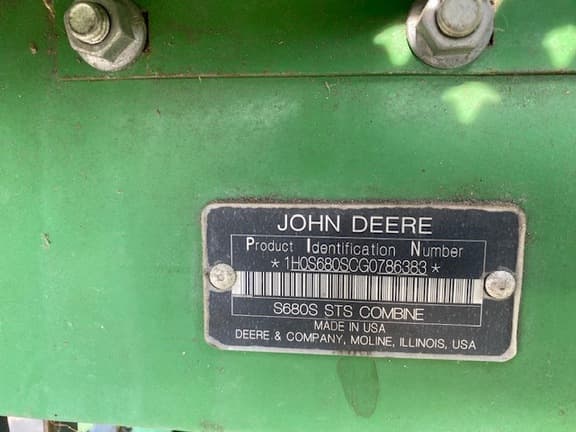 JOHN DEERE
Product Identification Number
*1H0S680SCG0786383*
S680S STS COMBINE
MADE IN USA
DEERE & COMPANY, MOLINE, ILLINOIS, USA